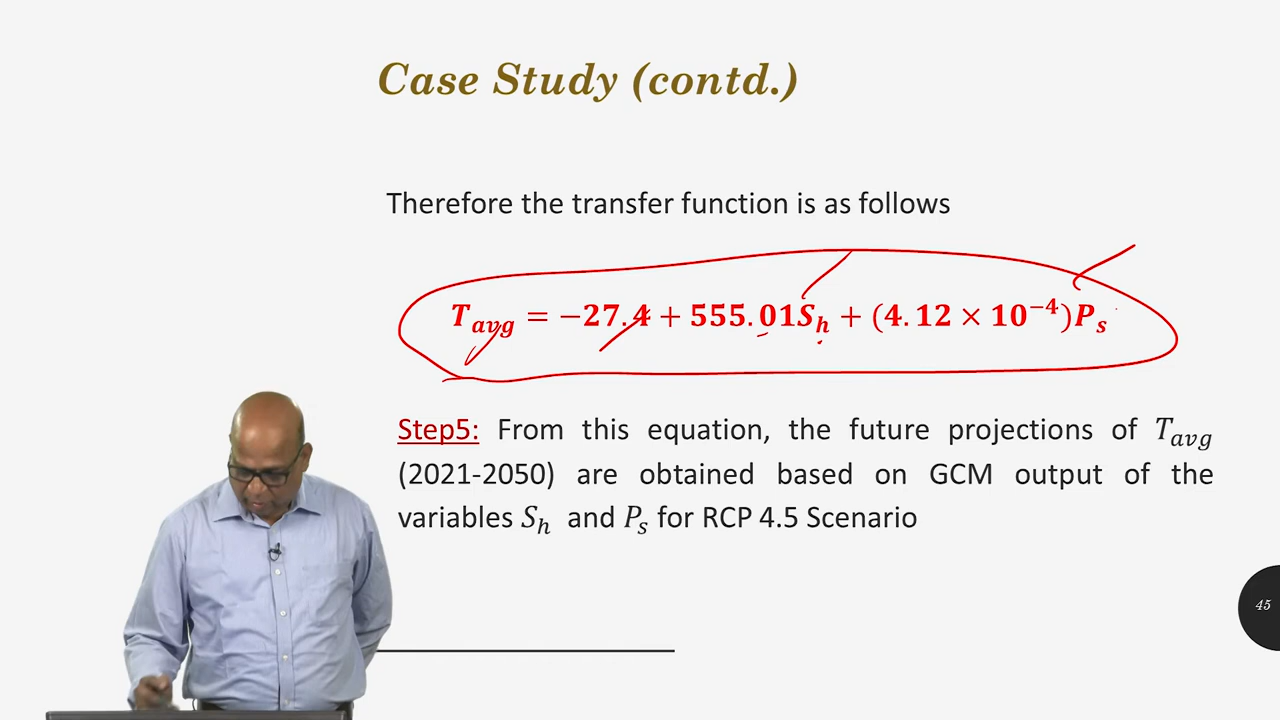 Case Study (contd.)
Therefore the transfer function is as follows
T_avg = −27.4 + 555.01S_h + (4.12 × 10^−4)P_s
Step5: From this equation, the future projections of T_avg
(2021-2050) are obtained based on GCM output of the
variables S_h and P_s for RCP 4.5 Scenario
45